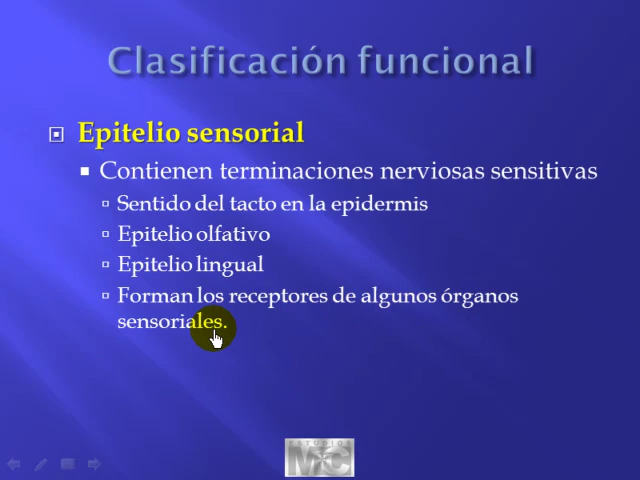 Clasificación funcional
Epitelio sensorial
Contienen terminaciones nerviosas sensitivas
Sentido del tacto en la epidermis
Epitelio olfativo
Epitelio lingual
Forman los receptores de algunos órganos
sensoriales.
ESTUDIOS
M C